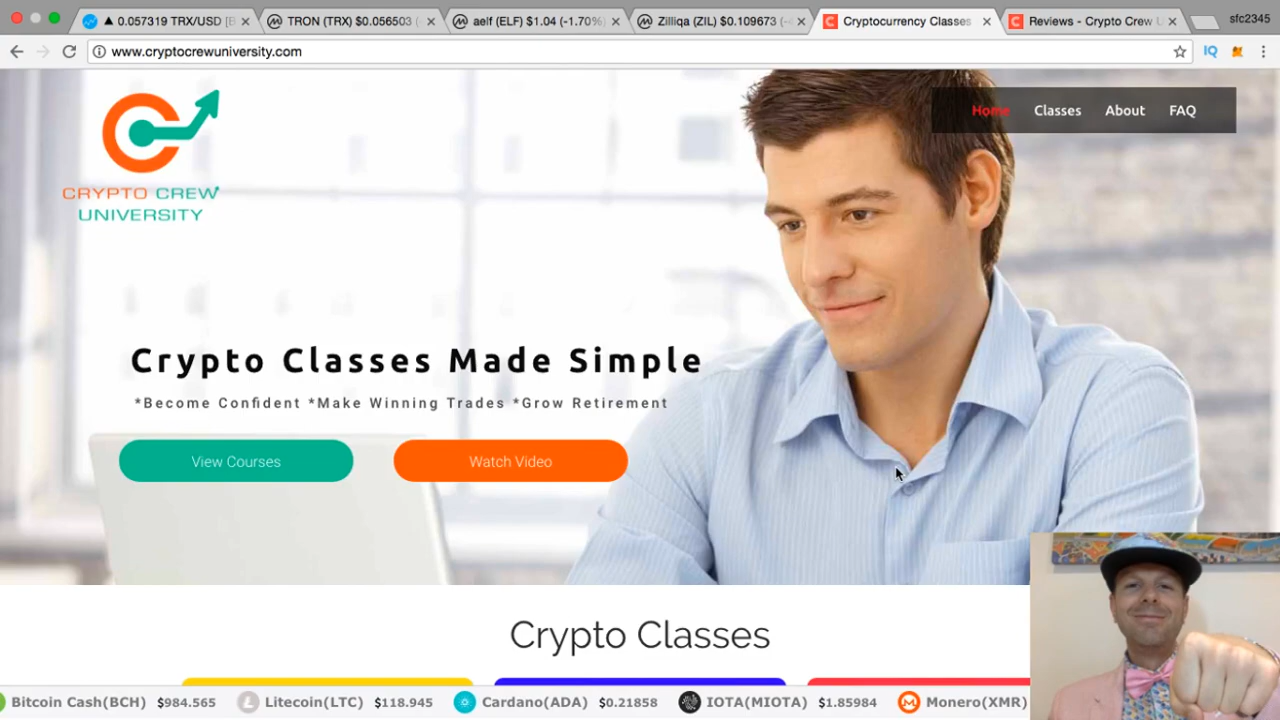 ▲ 0.057319 TRX/USD [B
TRON (TRX) $0.056503 (
aelf (ELF) $1.04 (-1.70%)
Zilliqa (ZIL) $0.109673 (-
Cryptocurrency Classes
Reviews - Crypto Crew U
sfc2345
www.cryptocrewuniversity.com
IQ
CRYPTO CREW
UNIVERSITY
Home Classes About FAQ
Crypto Classes Made Simple
*Become Confident *Make Winning Trades *Grow Retirement
View Courses
Watch Video
Crypto Classes
Bitcoin Cash(BCH) $984.565 Litecoin(LTC) $118.945 Cardano(ADA) $0.21858 IOTA(MIOTA) $1.85984 Monero(XMR)